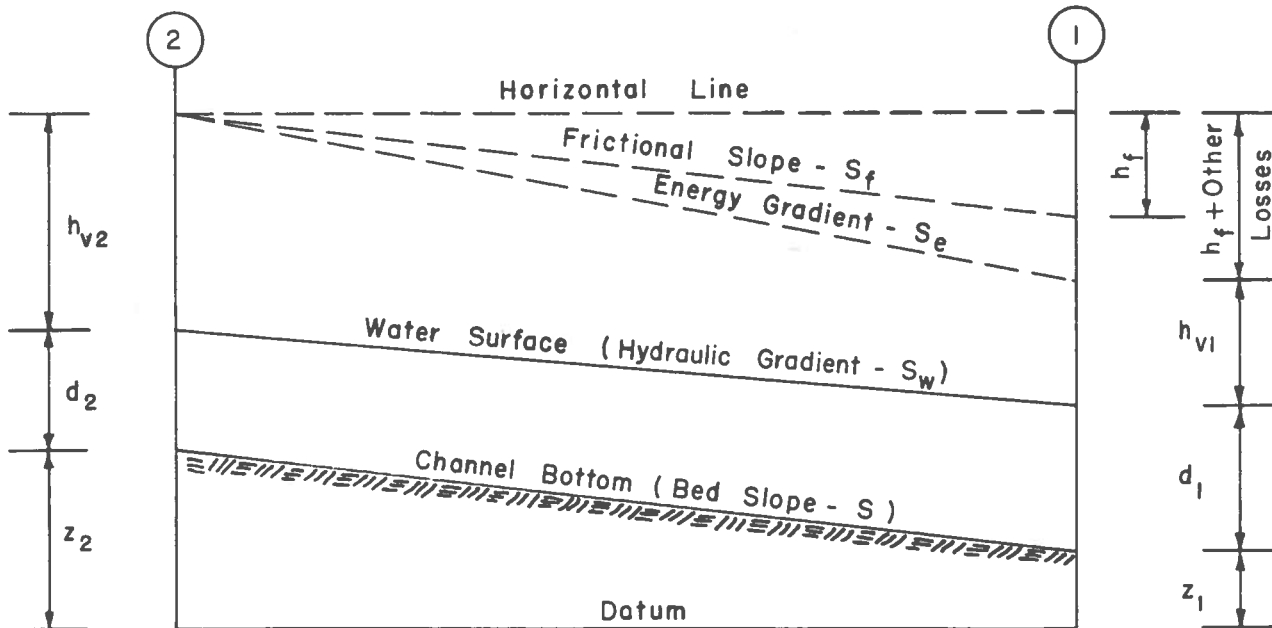 2
1
Horizontal Line
Frictional Slope - Sf
Energy Gradient - Se
hf
hf + Other
Losses
hv2
Water Surface (Hydraulic Gradient - Sw)
hv1
d2
Channel Bottom (Bed Slope - S)
d1
z2
z1
Datum